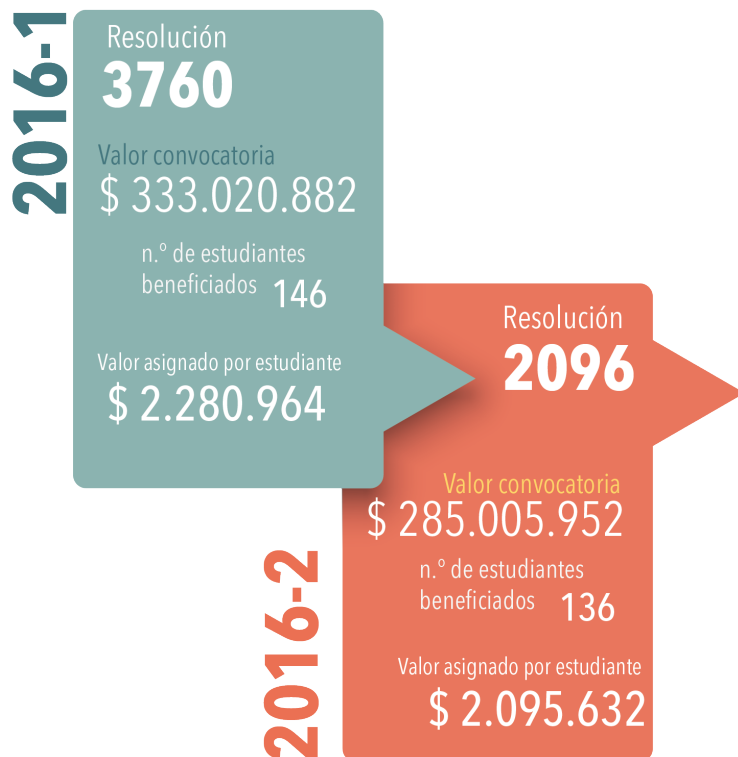 2016-1
Resolución
3760
Valor convocatoria
$ 333.020.882
n.º de estudiantes
beneficiados 146
Valor asignado por estudiante
$ 2.280.964
2016-2
Resolución
2096
Valor convocatoria
$ 285.005.952
n.º de estudiantes
beneficiados 136
Valor asignado por estudiante
$ 2.095.632